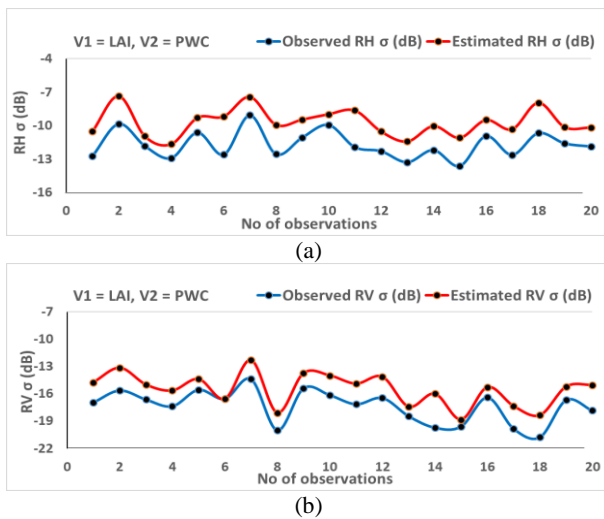 V1 = LAI, V2 = PWC
Observed RH σ (dB)
Estimated RH σ (dB)
-4
-7
-10
-13
-16
RH σ (dB)
0 2 4 6 8 10 12 14 16 18 20
No of observations
(a)
V1 = LAI, V2 = PWC
Observed RV σ (dB)
Estimated RV σ (dB)
-7
-10
-13
-16
-19
-22
RV σ (dB)
0 2 4 6 8 10 12 14 16 18 20
No of observations
(b)